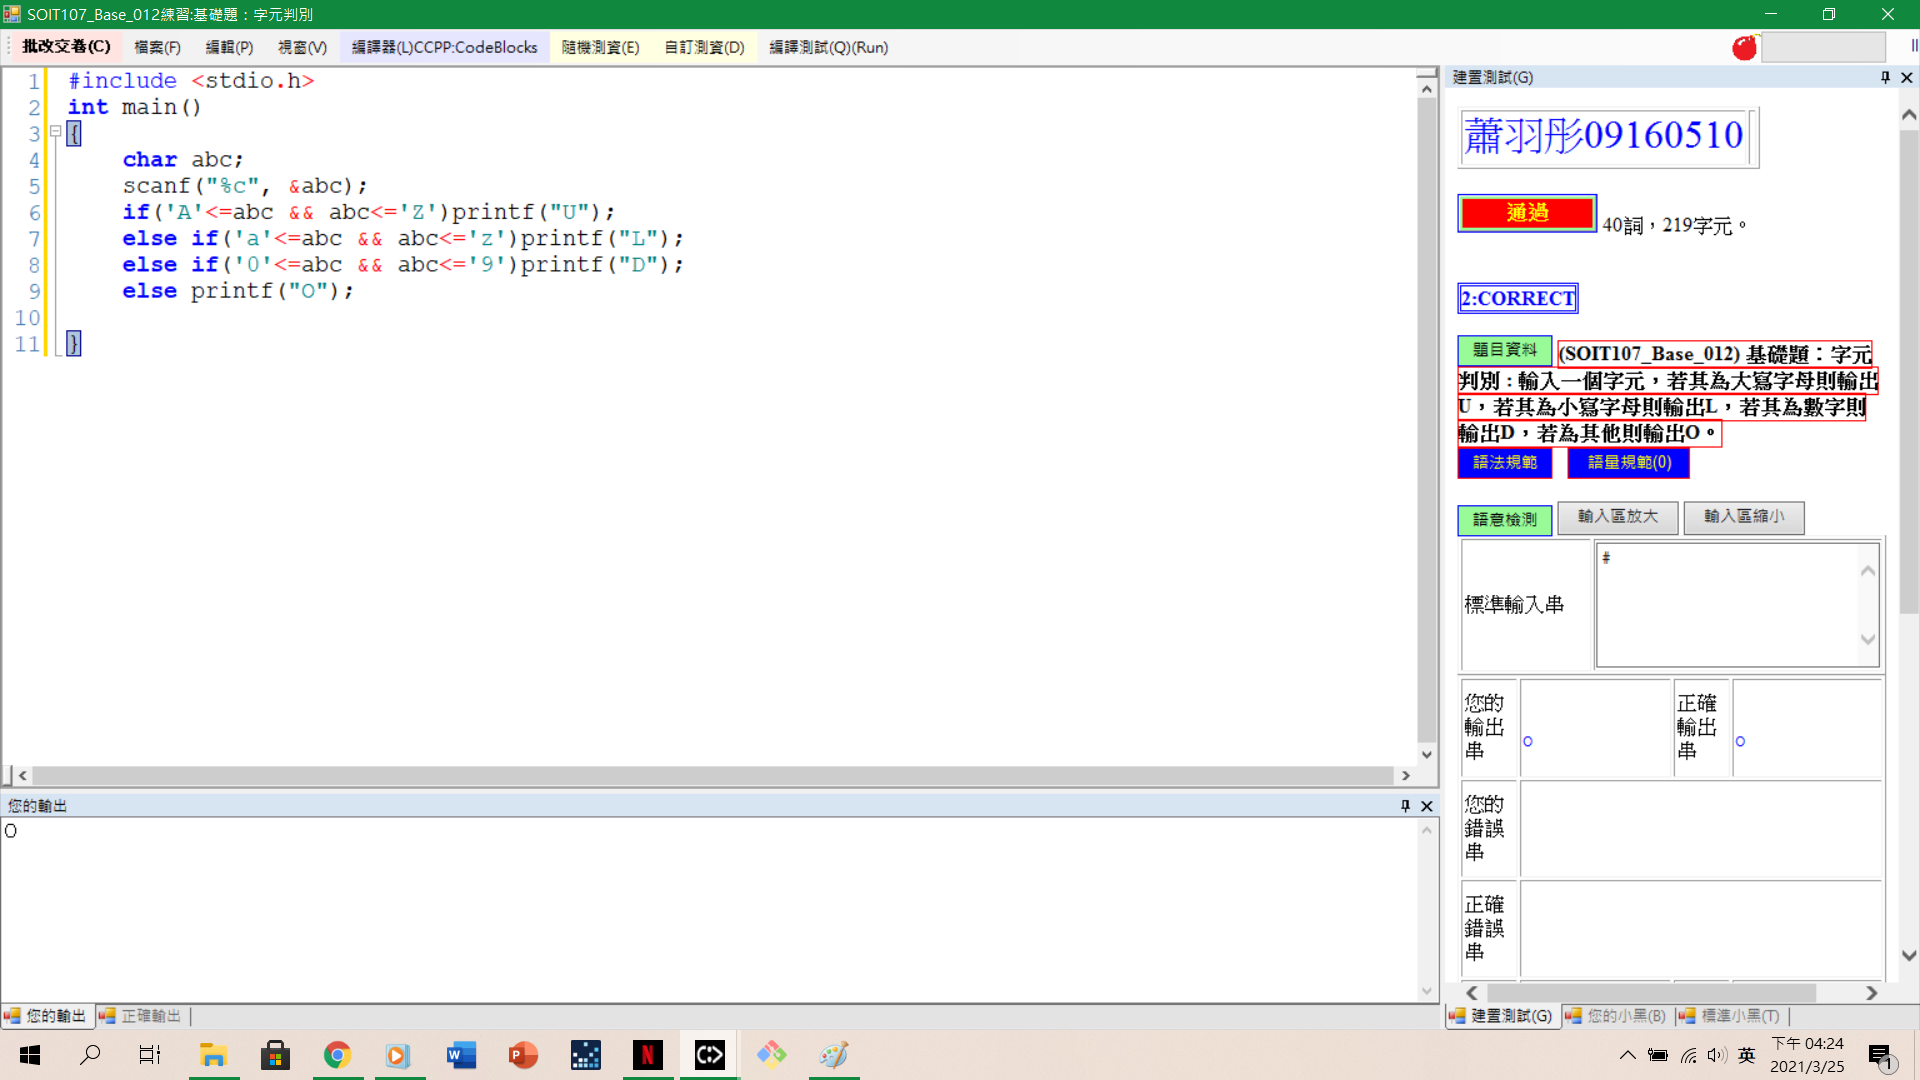 SOIT107_Base_012練習:基礎題：字元判別
批改交卷(C) 檔案(F) 編輯(P) 視窗(V) 編譯器(L)CCPP:CodeBlocks 隨機測資(E) 自訂測資(D) 編譯測試(Q)(Run)
1 #include <stdio.h>
2 int main()
3 {
4 char abc;
5 scanf("%c", &abc);
6 if('A'<=abc && abc<='Z')printf("U");
7 else if('a'<=abc && abc<='z')printf("L");
8 else if('0'<=abc && abc<='9')printf("D");
9 else printf("O");
10
11 }
您的輸出
O
您的輸出 正確輸出
建置測試(G)
蕭羽彤09160510
通過 40詞，219字元。
2:CORRECT
題目資料 (SOIT107_Base_012) 基礎題：字元
判別：輸入一個字元，若其為大寫字母則輸出
U，若其為小寫字母則輸出L，若其為數字則
輸出D，若為其他則輸出O。
語法規範 語量規範(0)
語意檢測 輸入區放大 輸入區縮小
標準輸入串 #
您的輸出串 O 正確輸出串 O
您的錯誤串
正確錯誤串
建置測試(G) 您的小黑(B) 標準小黑(T)
英 下午 04:24
2021/3/25
1